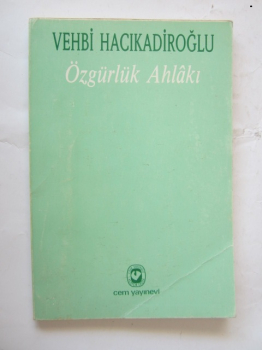 VEHBİ HACIKADİROĞLU
Özgürlük Ahlâkı
cem yayınevi